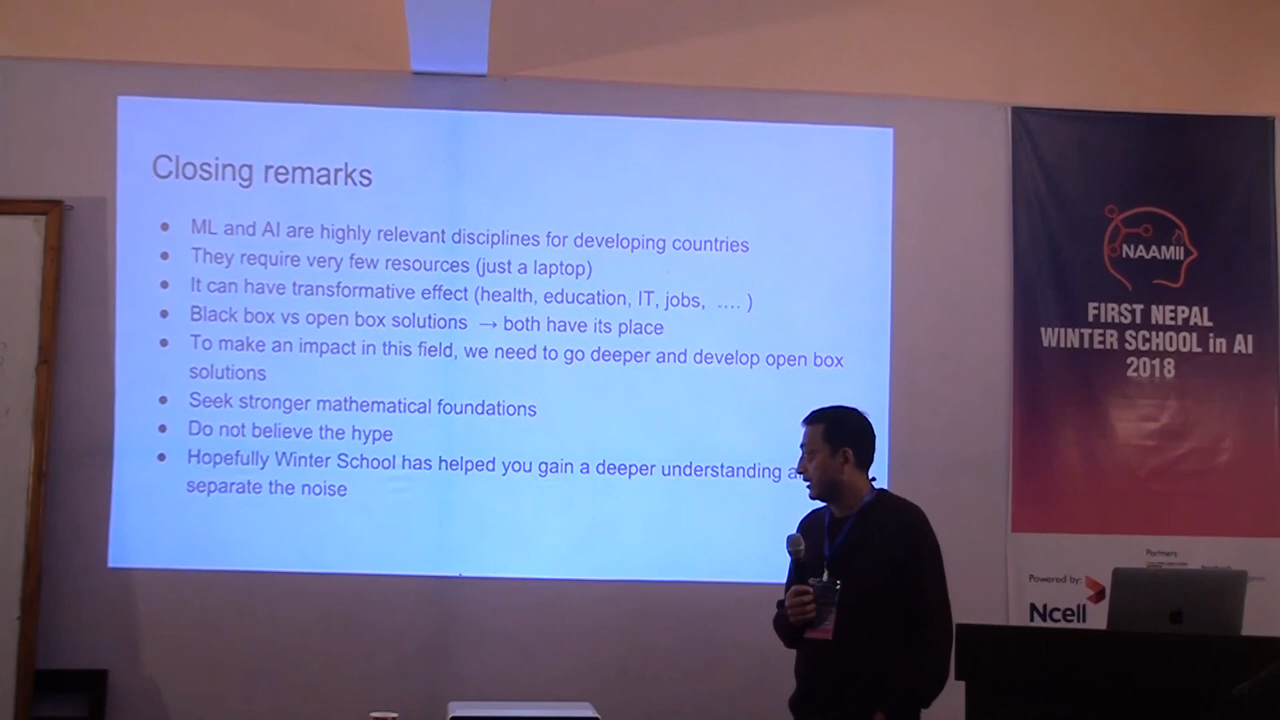 Closing remarks
ML and AI are highly relevant disciplines for developing countries
They require very few resources (just a laptop)
It can have transformative effect (health, education, IT, jobs, .... )
Black box vs open box solutions → both have its place
To make an impact in this field, we need to go deeper and develop open box
solutions
Seek stronger mathematical foundations
Do not believe the hype
Hopefully Winter School has helped you gain a deeper understanding
separate the noise
NAAMII
FIRST NEPAL
WINTER SCHOOL in AI
2018
Partners
Powered by:
Ncell